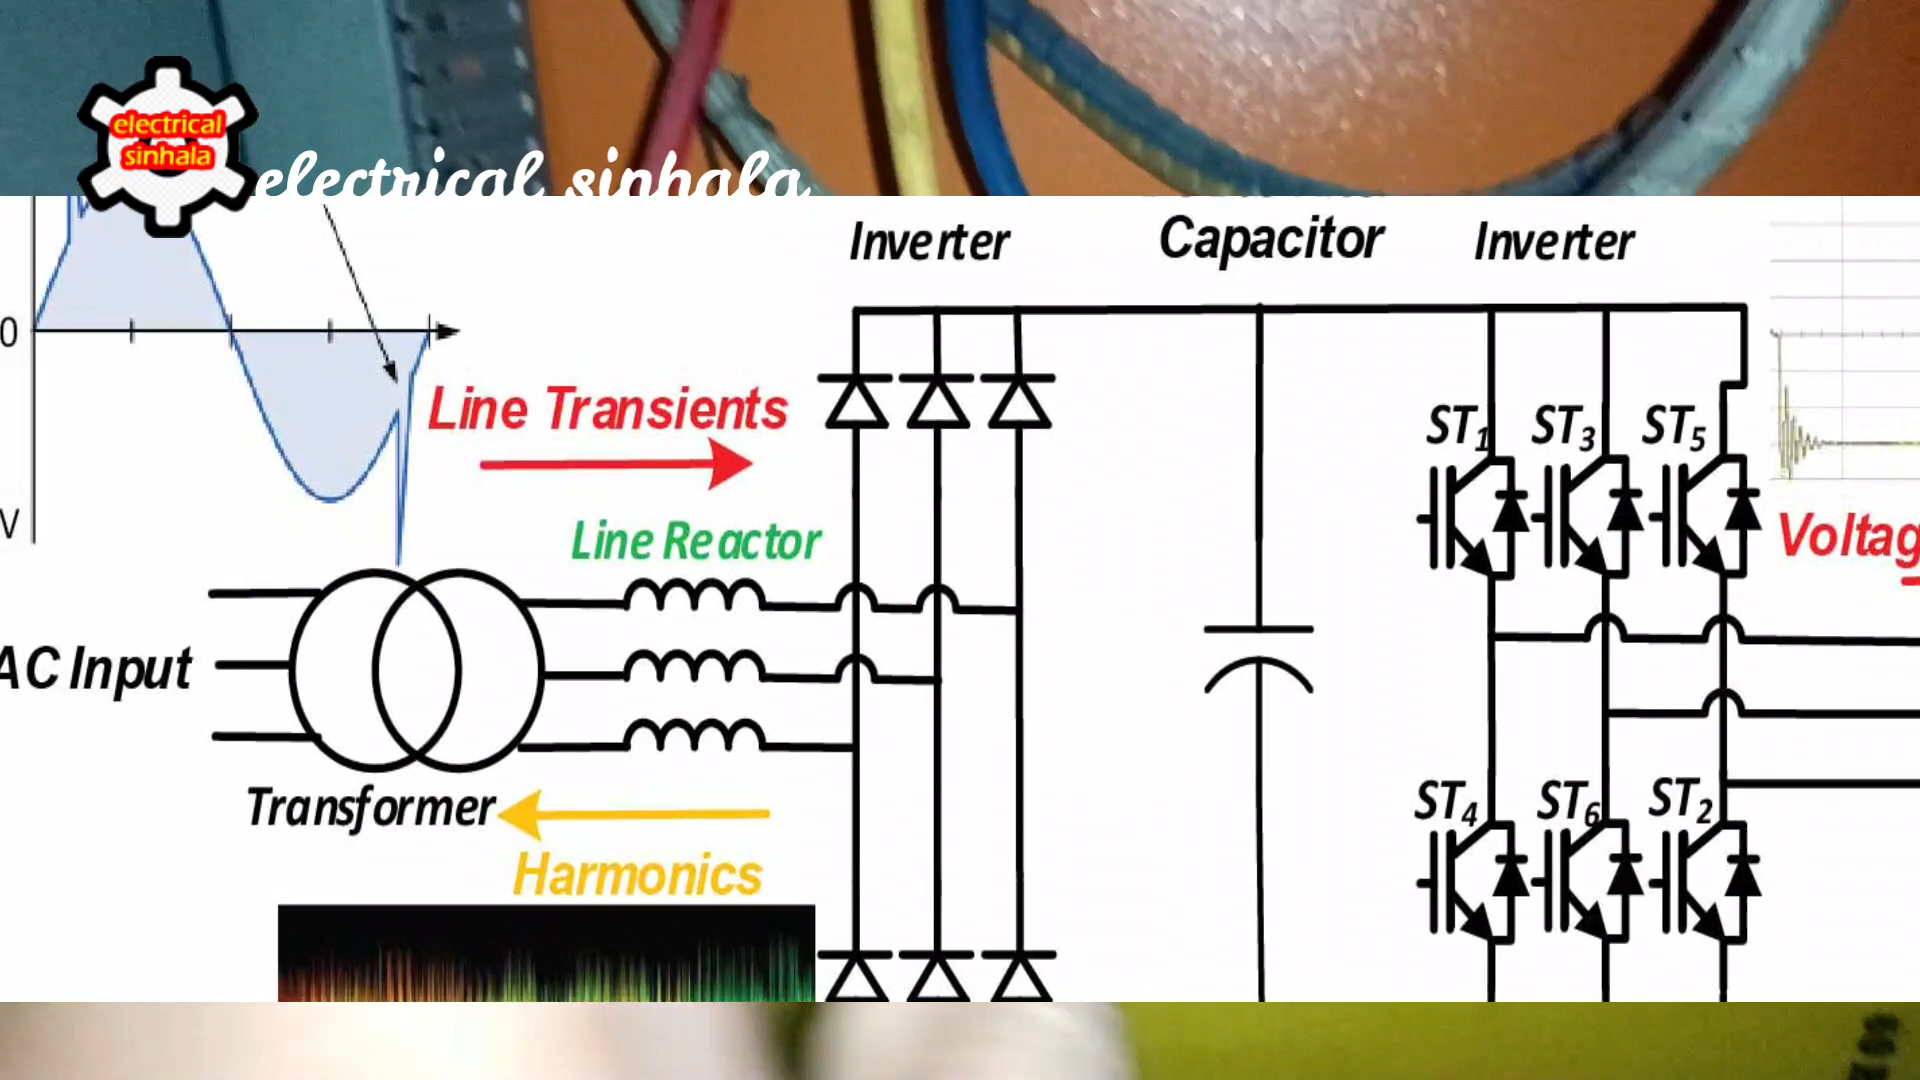 electrical
sinhala
electrical sinhala
Inverter
Capacitor
Inverter
0
Line Transients
ST1
ST3
ST5
V
Line Reactor
AC Input
Transformer
ST4
ST6
ST2
Harmonics